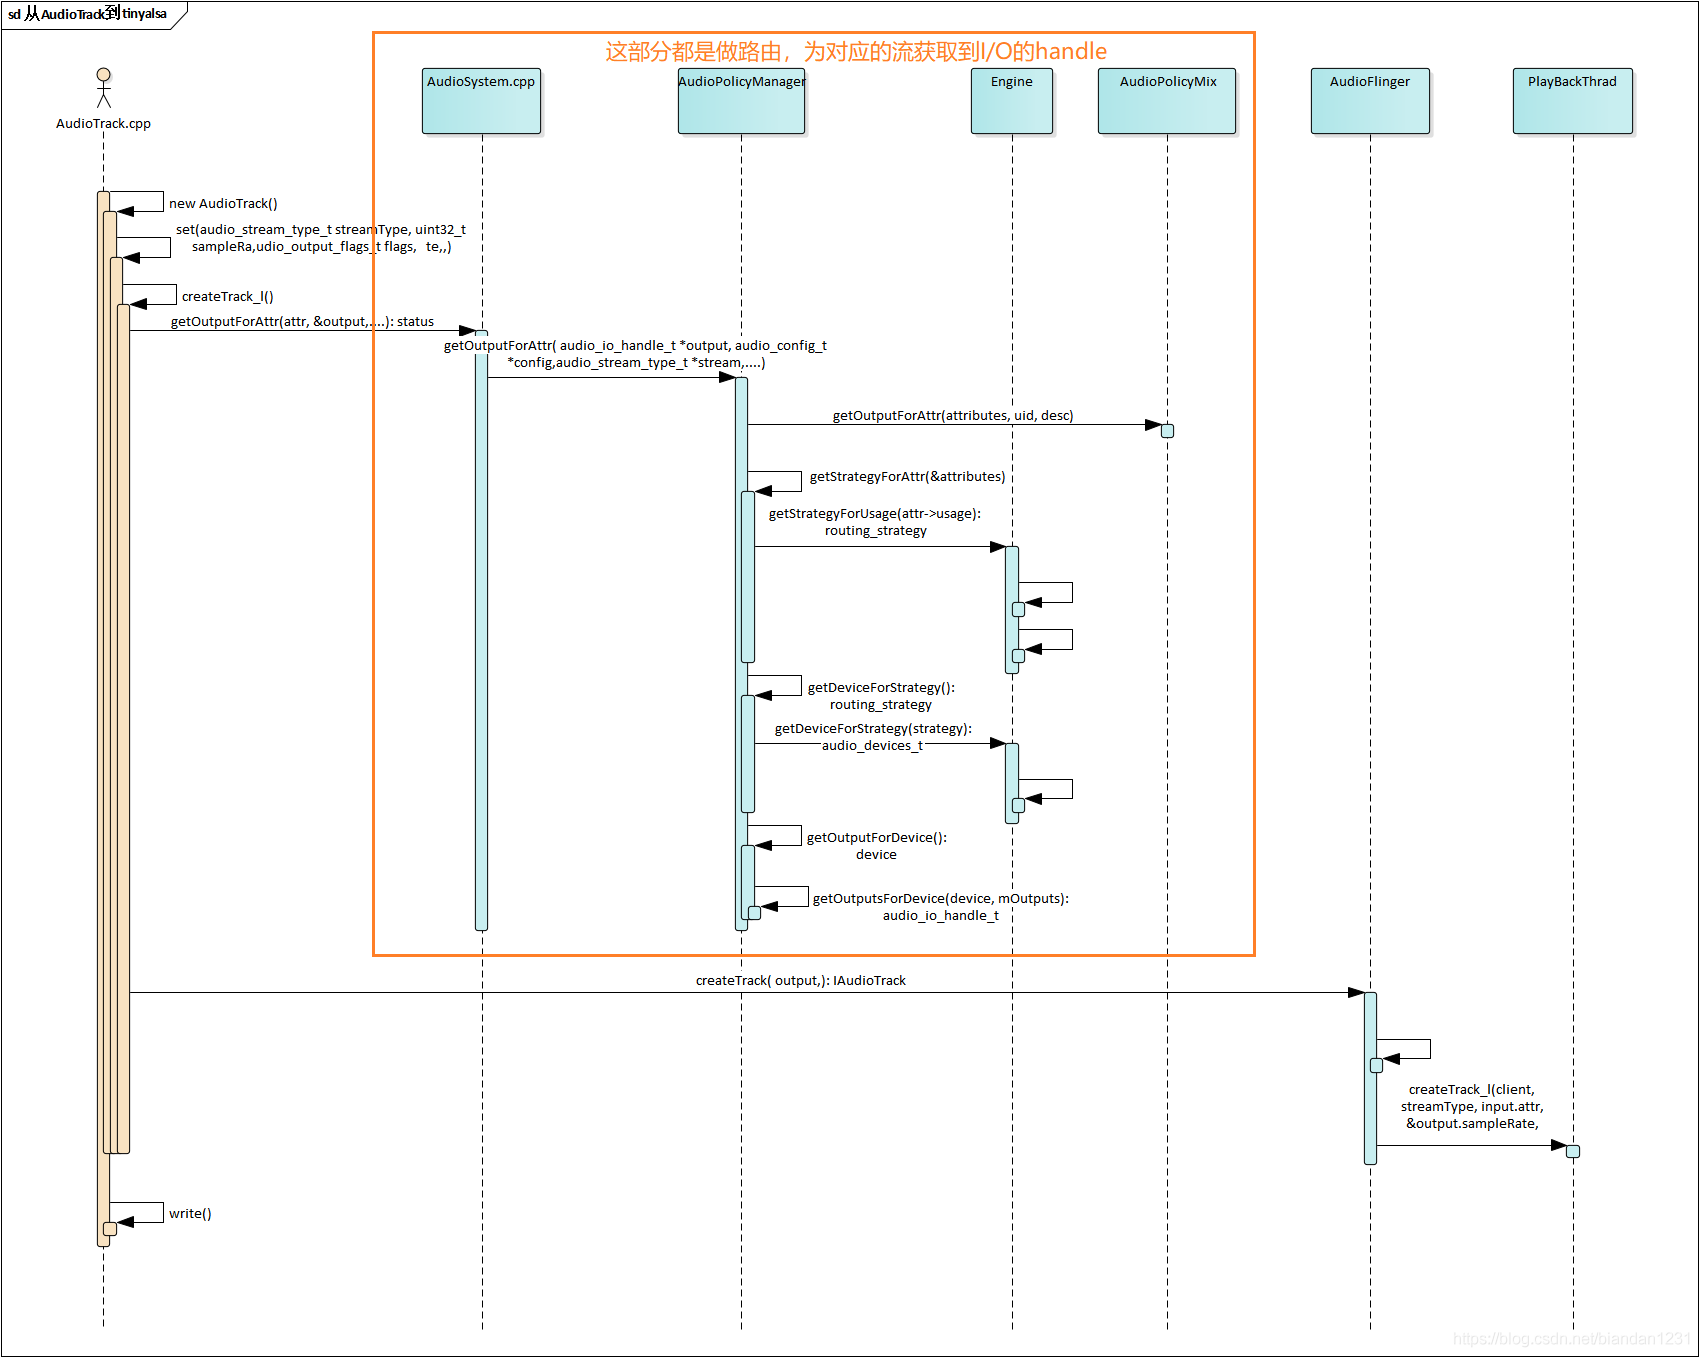 sd 从AudioTrack到tinyalsa
这部分都是做路由，为对应的流获取到I/O的handle
AudioTrack.cpp
AudioSystem.cpp
AudioPolicyManager
Engine
AudioPolicyMix
AudioFlinger
PlayBackThrad
new AudioTrack()
set(audio_stream_type_t streamType, uint32_t
sampleRa,udio_output_flags_t flags, te,,)
createTrack_l()
getOutputForAttr(attr, &output,....): status
getOutputForAttr( audio_io_handle_t *output, audio_config_t
*config,audio_stream_type_t *stream,....)
getOutputForAttr(attributes, uid, desc)
getStrategyForAttr(&attributes)
getStrategyForUsage(attr->usage):
routing_strategy
getDeviceForStrategy():
routing_strategy
getDeviceForStrategy(strategy):
audio_devices_t
getOutputForDevice():
device
getOutputsForDevice(device, mOutputs):
audio_io_handle_t
createTrack( output,): IAudioTrack
createTrack_l(client,
streamType, input.attr,
&output.sampleRate,
write()
https://blog.csdn.net/biandan1231